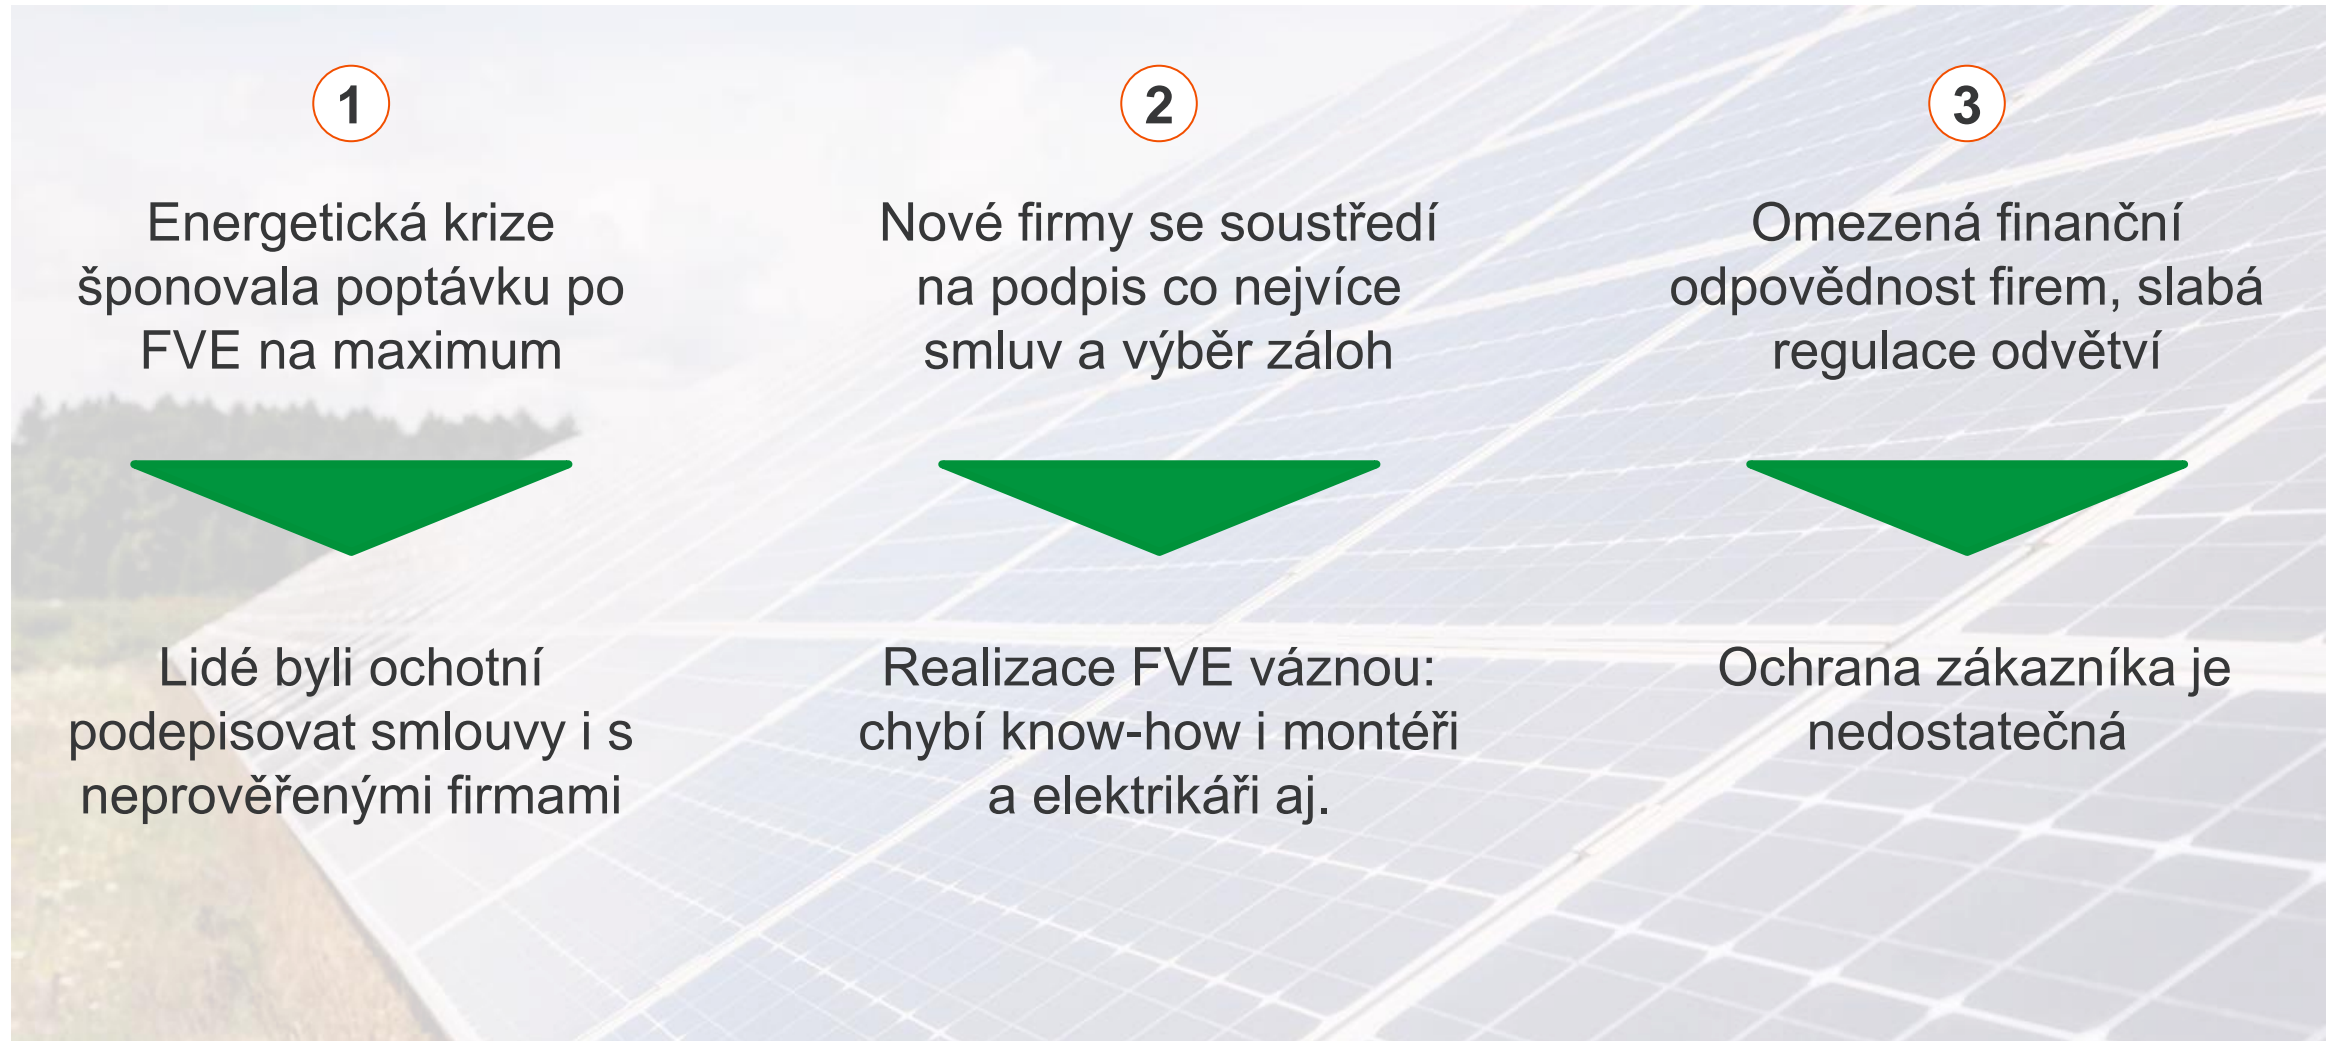 1
Energetická krize
šponovala poptávku po
FVE na maximum
Lidé byli ochotní
podepisovat smlouvy i s
neprověřenými firmami
2
Nové firmy se soustředí
na podpis co nejvíce
smluv a výběr záloh
Realizace FVE váznou:
chybí know-how i montéři
a elektrikáři aj.
3
Omezená finanční
odpovědnost firem, slabá
regulace odvětví
Ochrana zákazníka je
nedostatečná